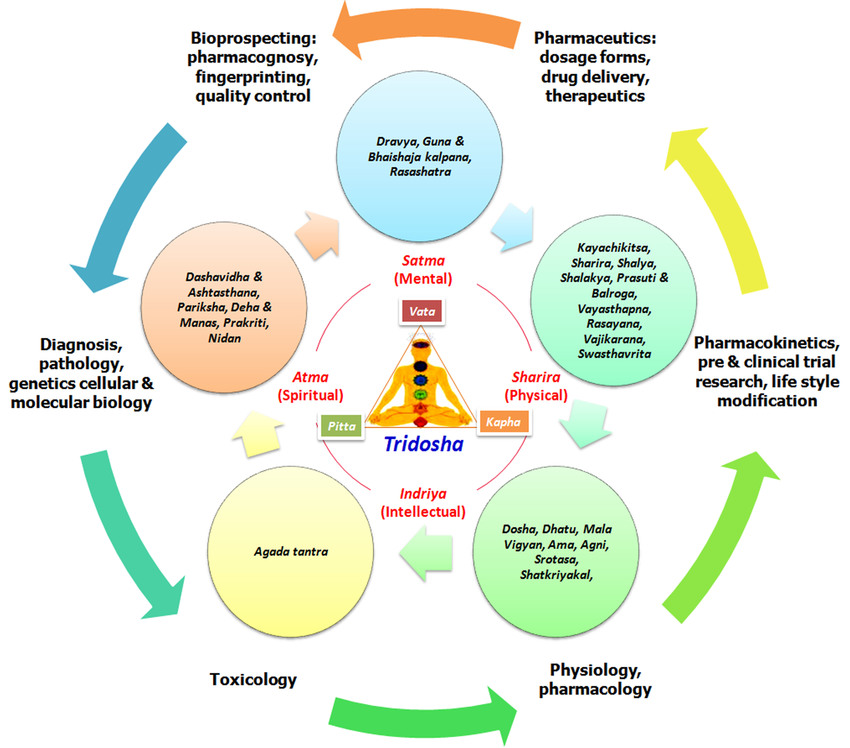 Bioprospecting:
pharmacognosy,
fingerprinting,
quality control
Pharmaceutics:
dosage forms,
drug delivery,
therapeutics
Dravya, Guna &
Bhaishaja kalpana,
Rasashatra
Kayachikitsa,
Sharira, Shalya,
Shalakya, Prasuti &
Balroga,
Vayasthapna,
Rasayana,
Vajikarana,
Swasthavrita
Dashavidha &
Ashtasthana,
Pariksha, Deha &
Manas, Prakriti,
Nidan
Satma
(Mental)
Vata
Diagnosis,
pathology,
genetics cellular &
molecular biology
Atma
(Spiritual)
Sharira
(Physical)
Pharmacokinetics,
pre & clinical trial
research, life style
modification
Pitta
Kapha
Tridosha
Indriya
(Intellectual)
Agada tantra
Dosha, Dhatu, Mala
Vigyan, Ama, Agni,
Srotasa,
Shatkriyakal,
Toxicology
Physiology,
pharmacology